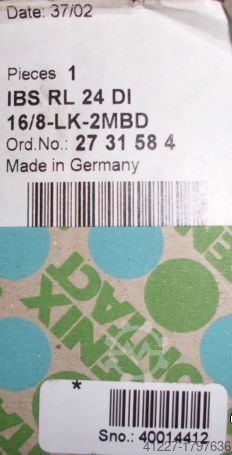 Date: 37/02
Pieces 1
IBS RL 24 DI
16/8-LK-2MBD
Ord.No.: 27 31 58 4
Made in Germany
*
Sno.: 40014412
41227-1797636